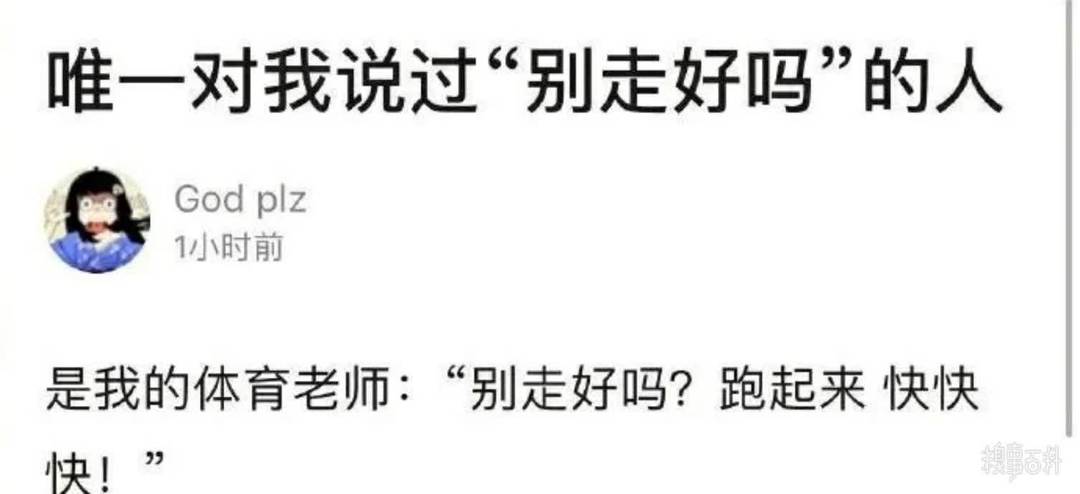 唯一对我说过“别走好吗”的人
God plz
1小时前
是我的体育老师：“别走好吗？跑起来 快快
快！”
糗事百科